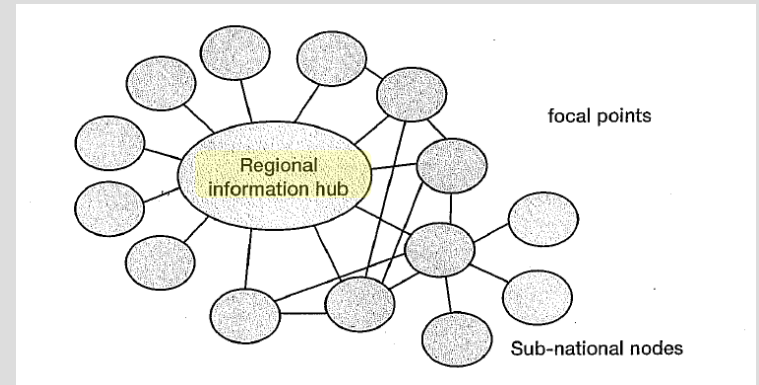 focal points
Regional
information hub
Sub-national nodes